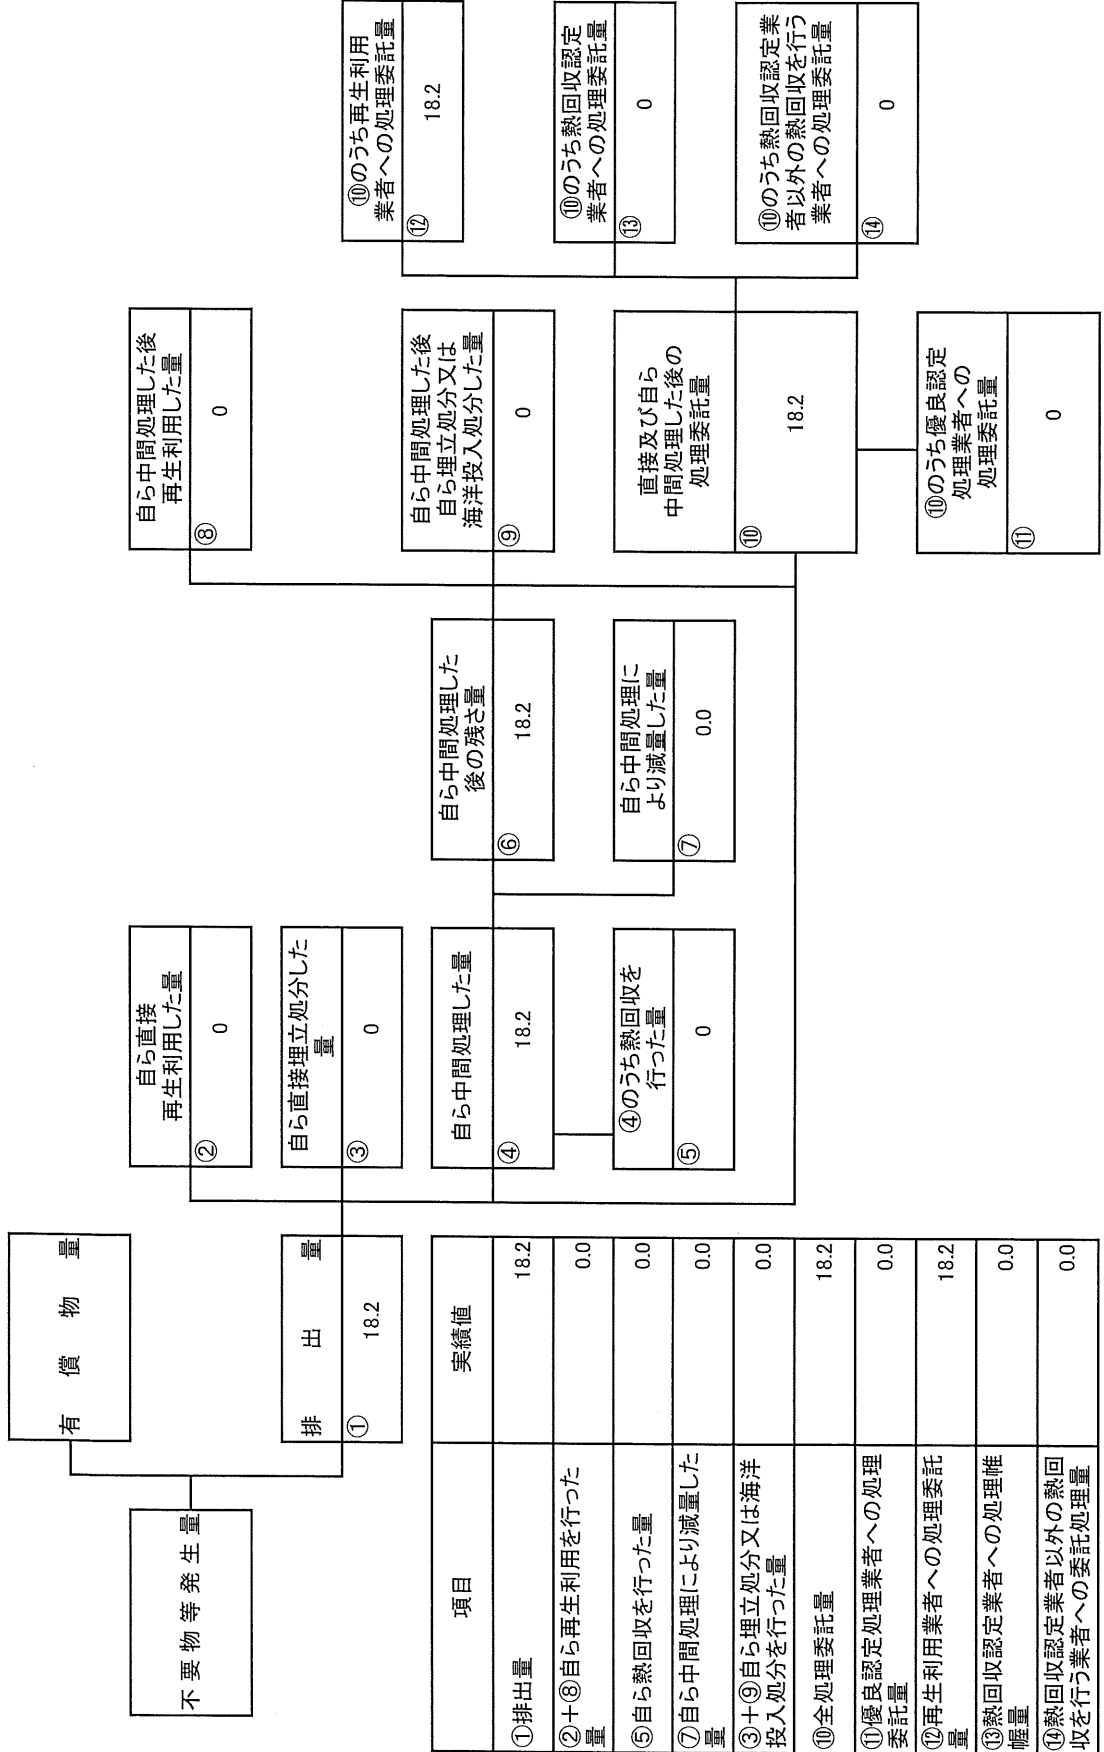 不要物等発生量
有償物量
排出量
①
18.2
自ら直接
再生利用した量
②
0
自ら直接埋立処分した
量
③
0
自ら中間処理した量
④
18.2
④のうち熱回収を
行った量
⑤
0
自ら中間処理した
後の残さ量
⑥
18.2
自ら中間処理に
より減量した量
⑦
0.0
自ら中間処理した後
再生利用した量
⑧
0
自ら中間処理した後
自ら埋立処分又は
海洋投入処分した量
⑨
0
直接及び自ら
中間処理した後の
処理委託量
⑩
18.2
⑩のうち優良認定
処理業者への
処理委託量
⑪
0
⑩のうち再生利用
業者への処理委託量
⑫
18.2
⑩のうち熱回収認定
業者への処理委託量
⑬
0
⑩のうち熱回収認定業
者以外の熱回収を行う
業者への処理委託量
⑭
0
項目 実績値
①排出量 18.2
②+⑧自ら再生利用を行った
量 0.0
⑤自ら熱回収を行った量 0.0
⑦自ら中間処理により減量した
量 0.0
③+⑨自ら埋立処分又は海洋
投入処分を行った量 0.0
⑩全処理委託量 18.2
⑪優良認定処理業者への処理
委託量 0.0
⑫再生利用業者への処理委託
量 18.2
⑬熱回収認定業者への処理帷
幄量 0.0
⑭熱回収認定業者以外の熱回
収を行う業者への委託処理量 0.0